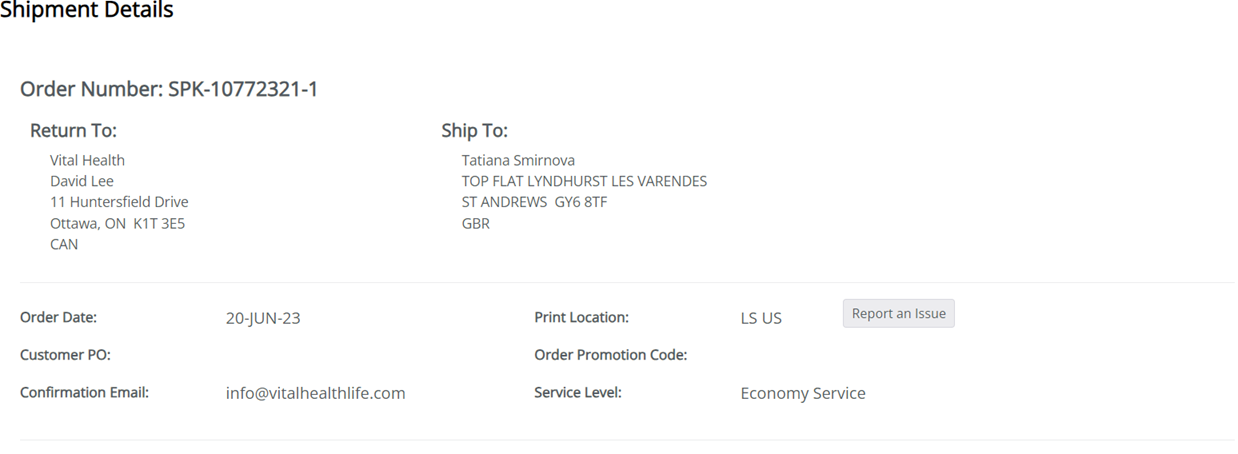 Shipment Details
Order Number: SPK-10772321-1
Return To:
Vital Health
David Lee
11 Huntersfield Drive
Ottawa, ON  K1T 3E5
CAN
Ship To:
Tatiana Smirnova
TOP FLAT LYNDHURST LES VARENDES
ST ANDREWS  GY6 8TF
GBR
Order Date: 20-JUN-23
Print Location: LS US
Report an Issue
Customer PO:
Order Promotion Code:
Confirmation Email: info@vitalhealthlife.com
Service Level: Economy Service